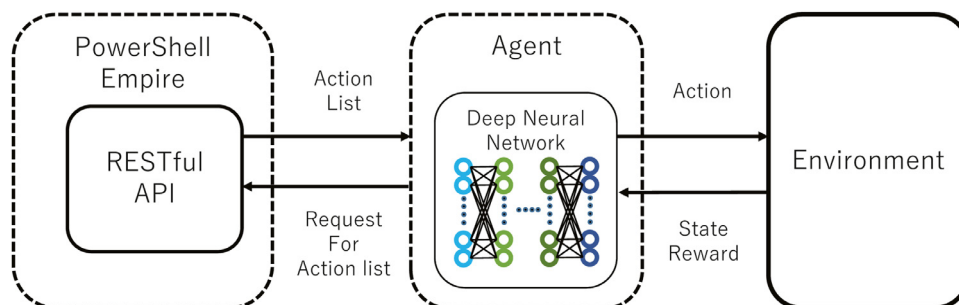 PowerShell
Empire
RESTful
API
Action
List
Request
For
Action list
Agent
Deep Neural
Network
Action
State
Reward
Environment